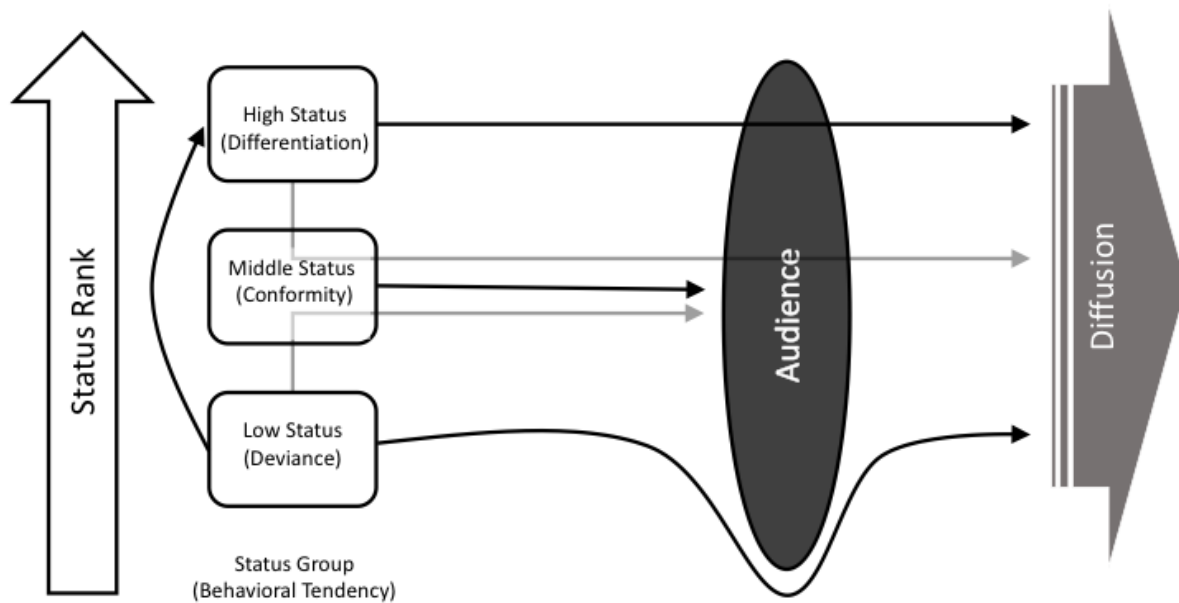 Status Rank
High Status
(Differentiation)
Middle Status
(Conformity)
Low Status
(Deviance)
Status Group
(Behavioral Tendency)
Audience
Diffusion